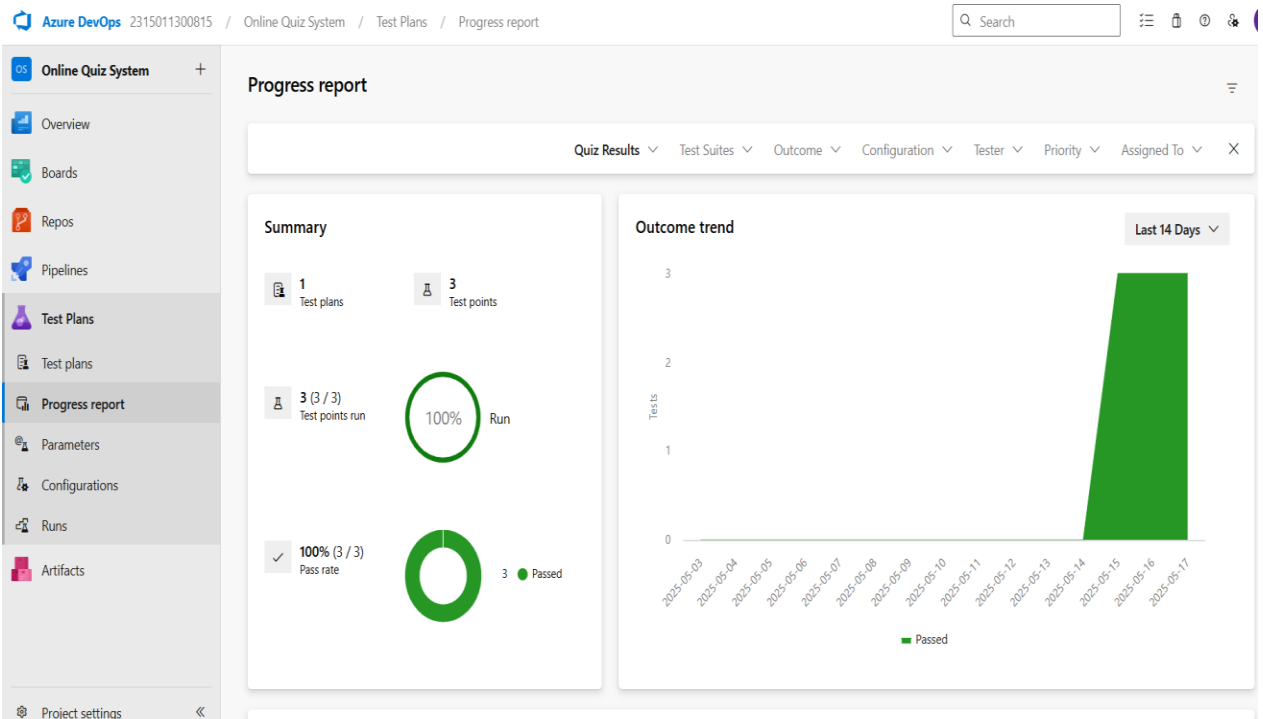 Azure DevOps 2315011300815 / Online Quiz System / Test Plans / Progress report
Search
OS Online Quiz System +
Overview
Boards
Repos
Pipelines
Test Plans
Test plans
Progress report
Parameters
Configurations
Runs
Artifacts
Project settings
Progress report
Quiz Results Test Suites Outcome Configuration Tester Priority Assigned To
Summary
1
Test plans
3
Test points
3 (3 / 3)
Test points run
100%
Run
100% (3 / 3)
Pass rate
3 Passed
Outcome trend
Last 14 Days
3
2
1
0
Tests
2025-05-03
2025-05-04
2025-05-05
2025-05-06
2025-05-07
2025-05-08
2025-05-09
2025-05-10
2025-05-11
2025-05-12
2025-05-13
2025-05-14
2025-05-15
2025-05-16
2025-05-17
Passed